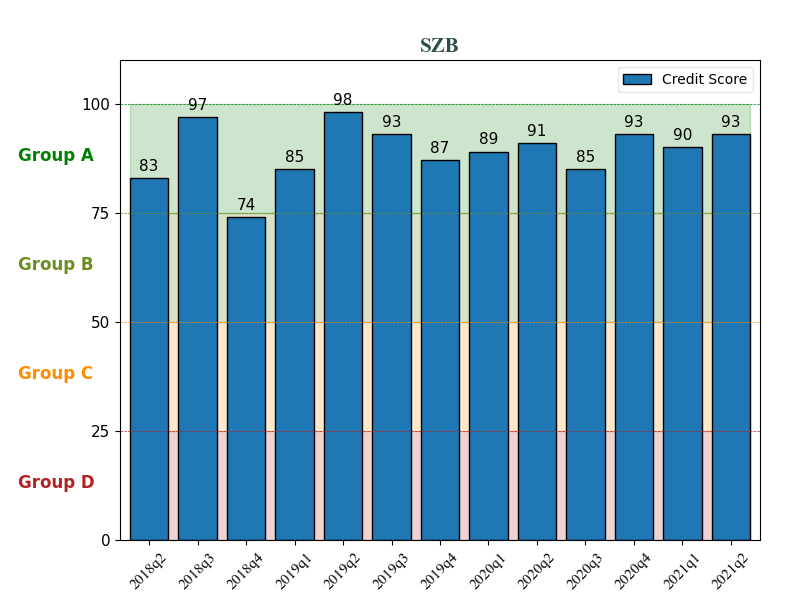 SZB
Credit Score
100
75
50
25
0
Group A
Group B
Group C
Group D
83
97
74
85
98
93
87
89
91
85
93
90
93
2018q2
2018q3
2018q4
2019q1
2019q2
2019q3
2019q4
2020q1
2020q2
2020q3
2020q4
2021q1
2021q2